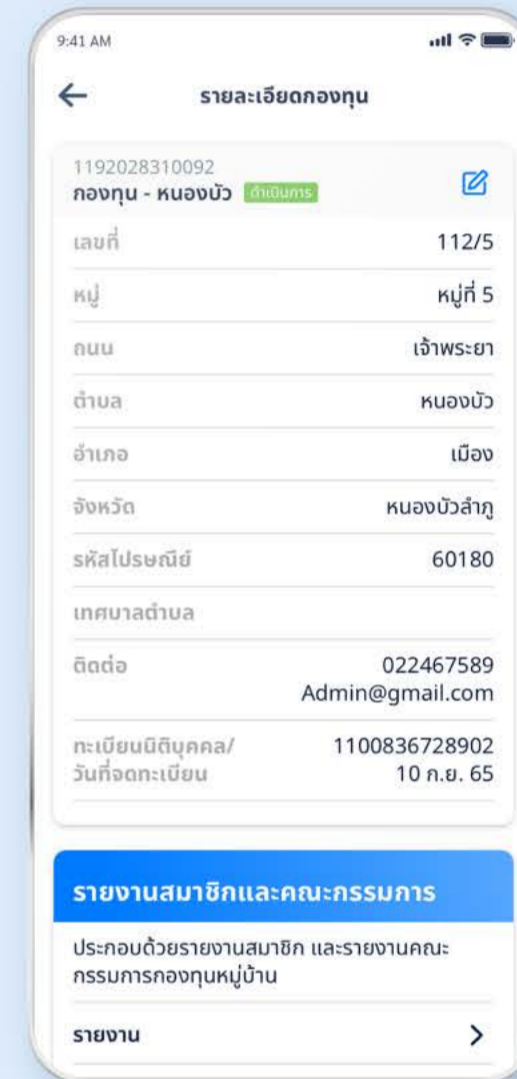 9:41 AM
รายละเอียดกองทุน
1192028310092
กองทุน - หนองบัว ดำเนินการ
เลขที่ 112/5
หมู่ หมู่ที่ 5
ถนน เจ้าพระยา
ตำบล หนองบัว
อำเภอ เมือง
จังหวัด หนองบัวลำภู
รหัสไปรษณีย์ 60180
เทศบาลตำบล
ติดต่อ 022467589
Admin@gmail.com
ทะเบียนนิติบุคคล/ 1100836728902
วันที่จดทะเบียน 10 ก.ย. 65
รายงานสมาชิกและคณะกรรมการ
ประกอบด้วยรายงานสมาชิก และรายงานคณะ
กรรมการกองทุนหมู่บ้าน
รายงาน